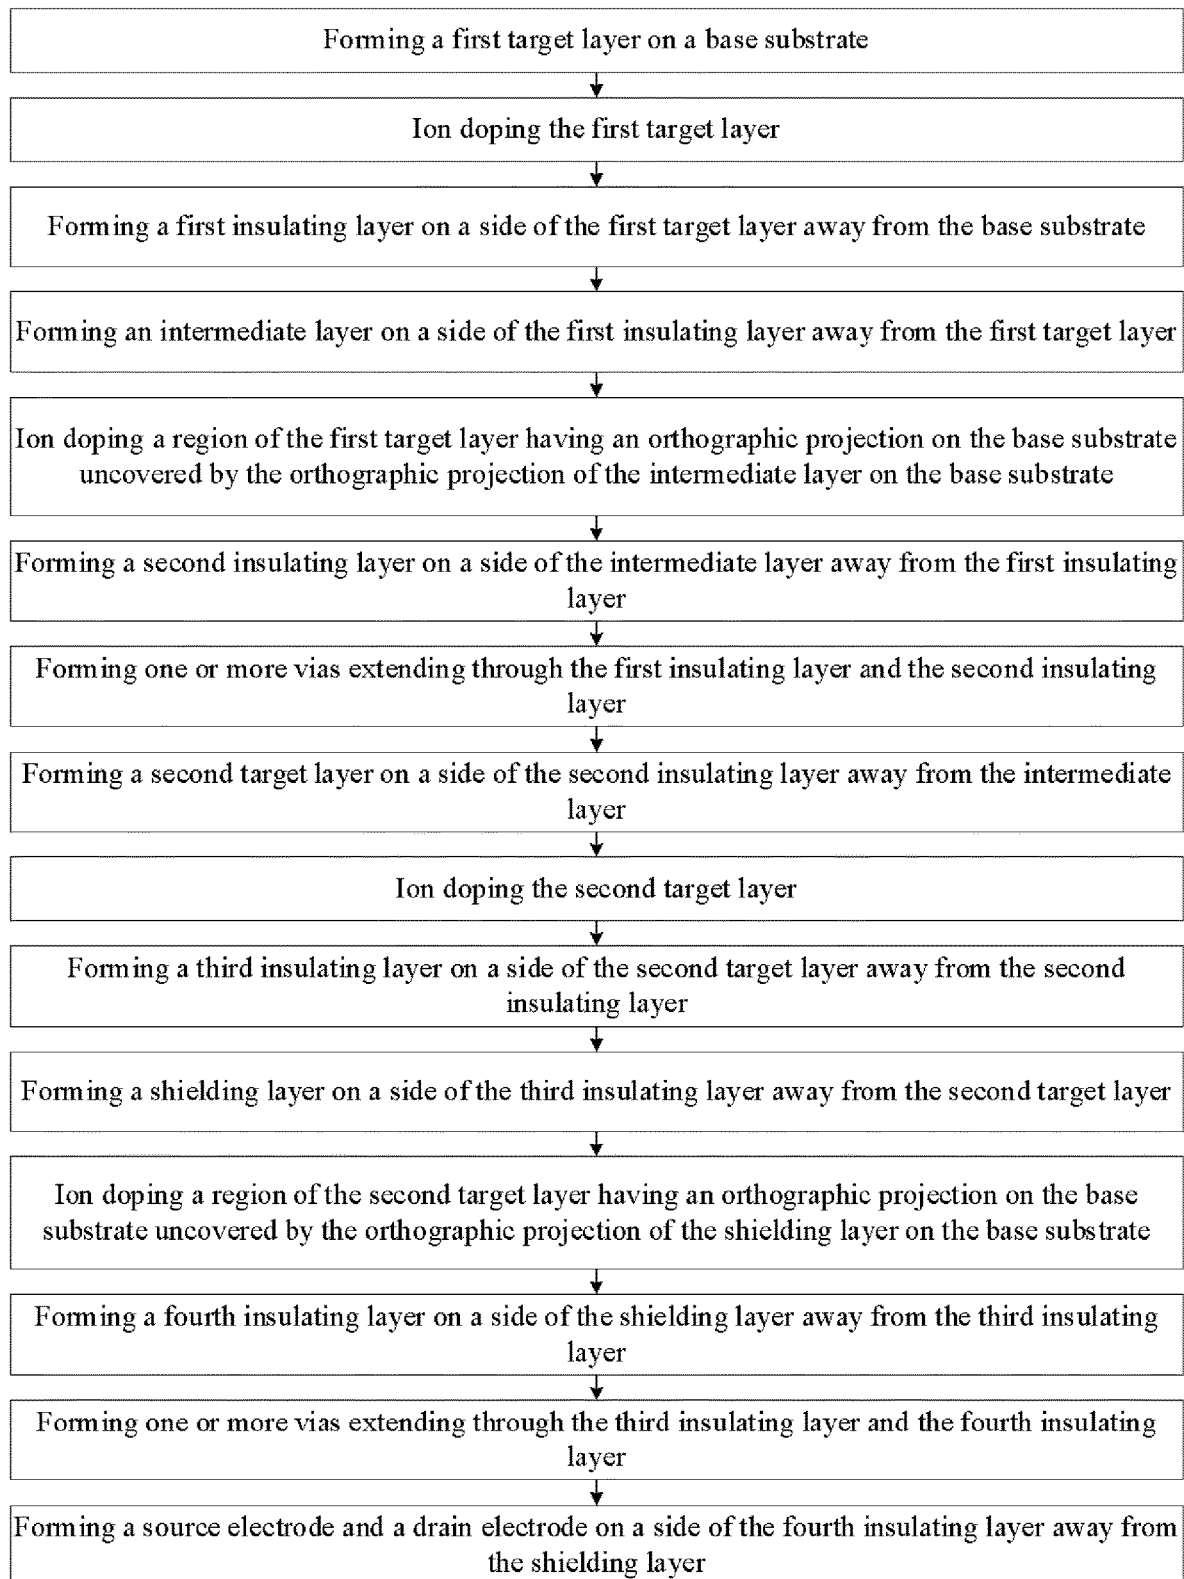 Forming a first target layer on a base substrate
Ion doping the first target layer
Forming a first insulating layer on a side of the first target layer away from the base substrate
Forming an intermediate layer on a side of the first insulating layer away from the first target layer
Ion doping a region of the first target layer having an orthographic projection on the base substrate
uncovered by the orthographic projection of the intermediate layer on the base substrate
Forming a second insulating layer on a side of the intermediate layer away from the first insulating
layer
Forming one or more vias extending through the first insulating layer and the second insulating
layer
Forming a second target layer on a side of the second insulating layer away from the intermediate
layer
Ion doping the second target layer
Forming a third insulating layer on a side of the second target layer away from the second
insulating layer
Forming a shielding layer on a side of the third insulating layer away from the second target layer
Ion doping a region of the second target layer having an orthographic projection on the base
substrate uncovered by the orthographic projection of the shielding layer on the base substrate
Forming a fourth insulating layer on a side of the shielding layer away from the third insulating
layer
Forming one or more vias extending through the third insulating layer and the fourth insulating
layer
Forming a source electrode and a drain electrode on a side of the fourth insulating layer away from
the shielding layer